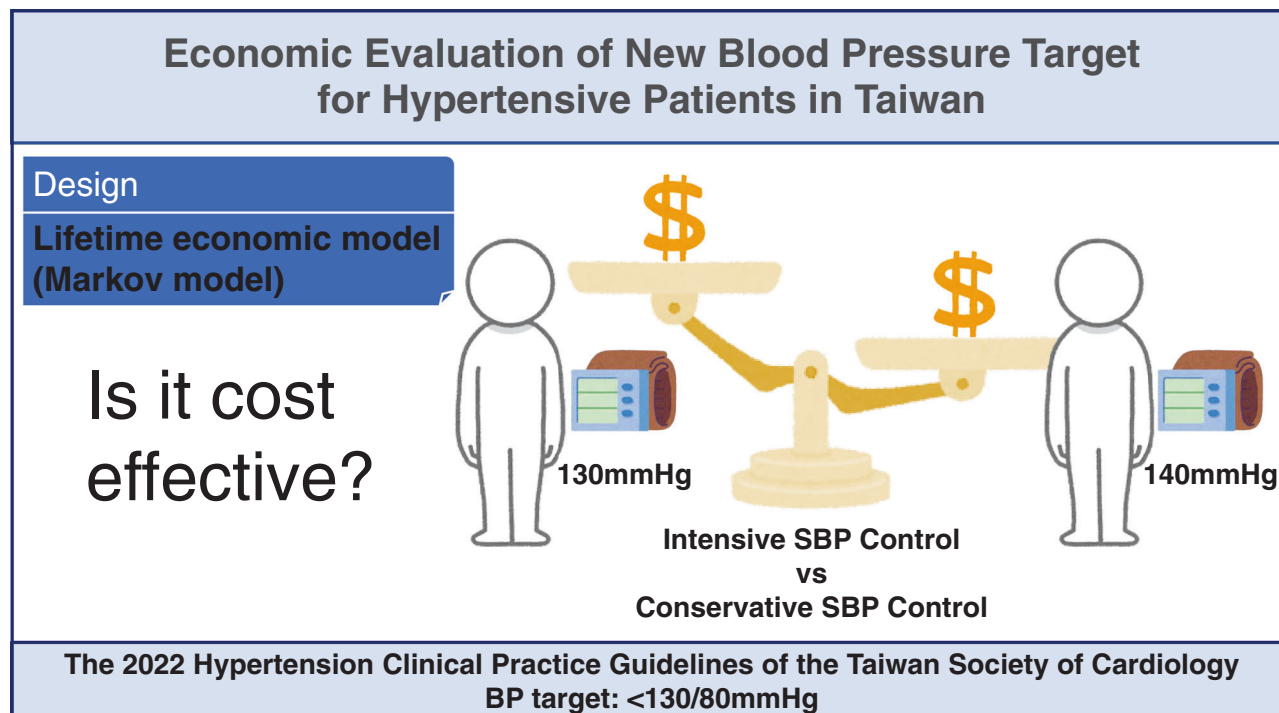 Economic Evaluation of New Blood Pressure Target
for Hypertensive Patients in Taiwan
Design
Lifetime economic model
(Markov model)
Is it cost
effective?
$
$
130mmHg
140mmHg
Intensive SBP Control
vs
Conservative SBP Control
The 2022 Hypertension Clinical Practice Guidelines of the Taiwan Society of Cardiology
BP target: <130/80mmHg